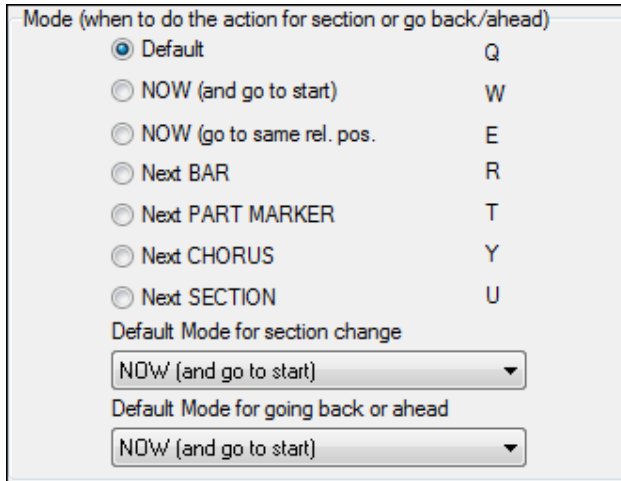 Mode (when to do the action for section or go back/ahead)
Default Q
NOW (and go to start) W
NOW (go to same rel. pos. E
Next BAR R
Next PART MARKER T
Next CHORUS Y
Next SECTION U
Default Mode for section change
NOW (and go to start)
Default Mode for going back or ahead
NOW (and go to start)